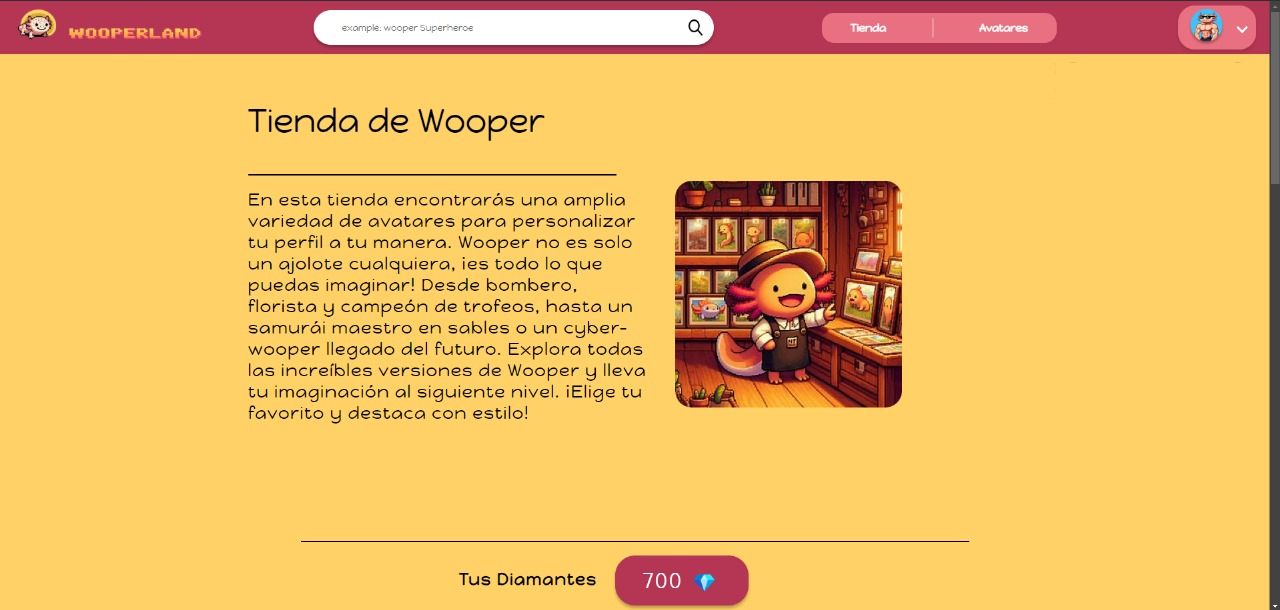 WOOPERLAND
example: wooper Superheroe
Tienda
Avatares
Tienda de Wooper
En esta tienda encontrarás una amplia
variedad de avatares para personalizar
tu perfil a tu manera. Wooper no es solo
un ajolote cualquiera, ¡es todo lo que
puedas imaginar! Desde bombero,
florista y campeón de trofeos, hasta un
samurái maestro en sables o un cyber-
wooper llegado del futuro. Explora todas
las increíbles versiones de Wooper y lleva
tu imaginación al siguiente nivel. ¡Elige tu
favorito y destaca con estilo!
Tus Diamantes
700 💎